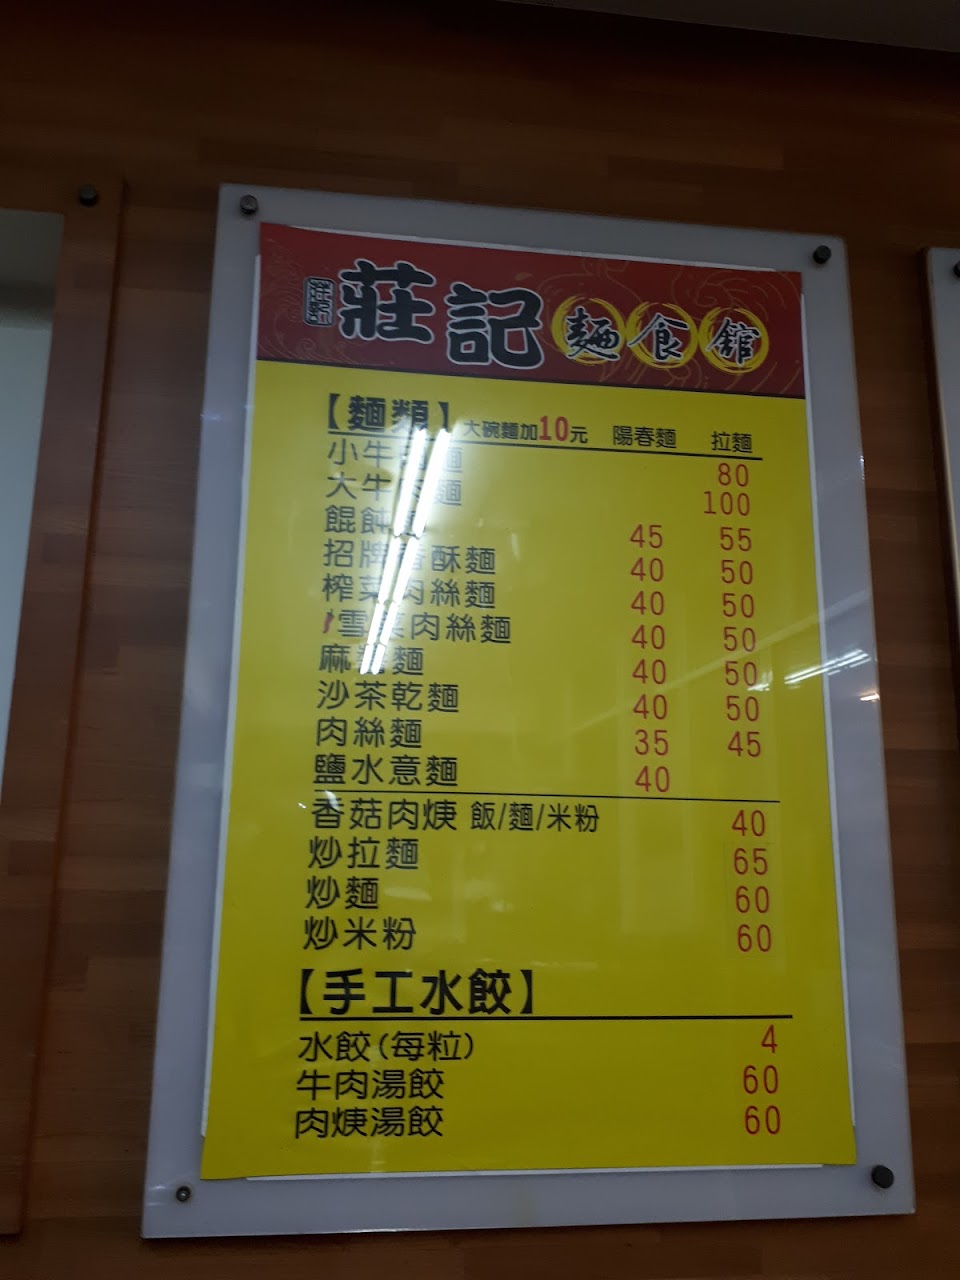 莊記麵食館
【麵類】大碗麵加10元 陽春麵 拉麵
小牛肉麵 80
大牛肉麵 100
餛飩麵 45 55
招牌香酥麵 40 50
榨菜肉絲麵 40 50
雪菜肉絲麵 40 50
麻醬麵 40 50
沙茶乾麵 40 50
肉絲麵 35 45
鹽水意麵 40
香菇肉焿 飯/麵/米粉 40
炒拉麵 65
炒麵 60
炒米粉 60
【手工水餃】
水餃(每粒) 4
牛肉湯餃 60
肉焿湯餃 60